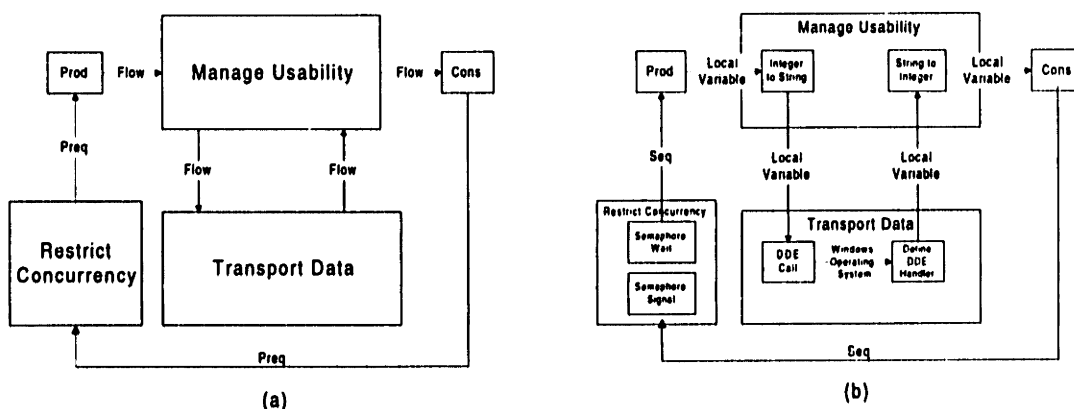 Prod
Flow
Manage Usability
Flow
Cons
Preq
Flow
Flow
Restrict
Concurrency
Transport Data
Preq
(a)
Manage Usability
Prod
Local
Variable
Integer
to String
String to
Integer
Local
Variable
Cons
Seq
Local
Variable
Local
Variable
Restrict Concurrency
Semaphore
Wait
Semaphore
Signal
Transport Data
DDE
Call
Windows
Operating
System
Define
DDE
Handler
Seq
(b)